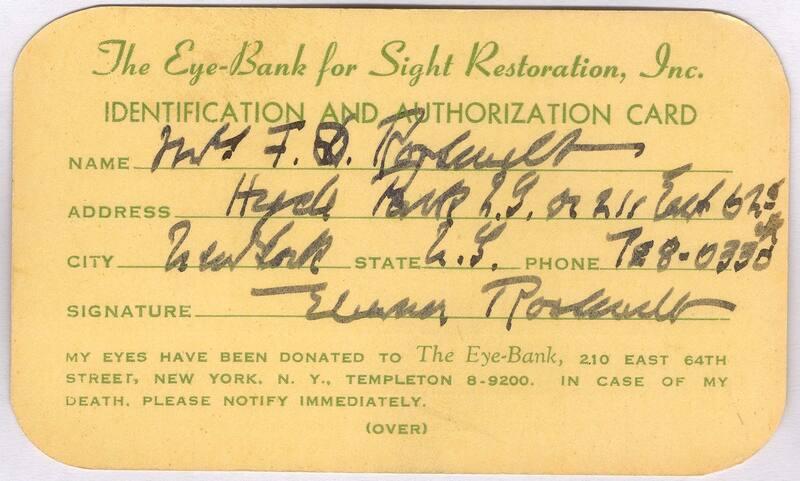 The Eye-Bank for Sight Restoration, Inc.
IDENTIFICATION AND AUTHORIZATION CARD
NAME Mrs F. D. Roosevelt
ADDRESS Hyde Park N.Y. or 211 East 62
CITY New York STATE N.Y. PHONE TE 8-0330
SIGNATURE Eleanor Roosevelt
MY EYES HAVE BEEN DONATED TO The Eye-Bank, 210 EAST 64TH
STREET, NEW YORK, N. Y., TEMPLETON 8-9200. IN CASE OF MY
DEATH, PLEASE NOTIFY IMMEDIATELY.
(OVER)